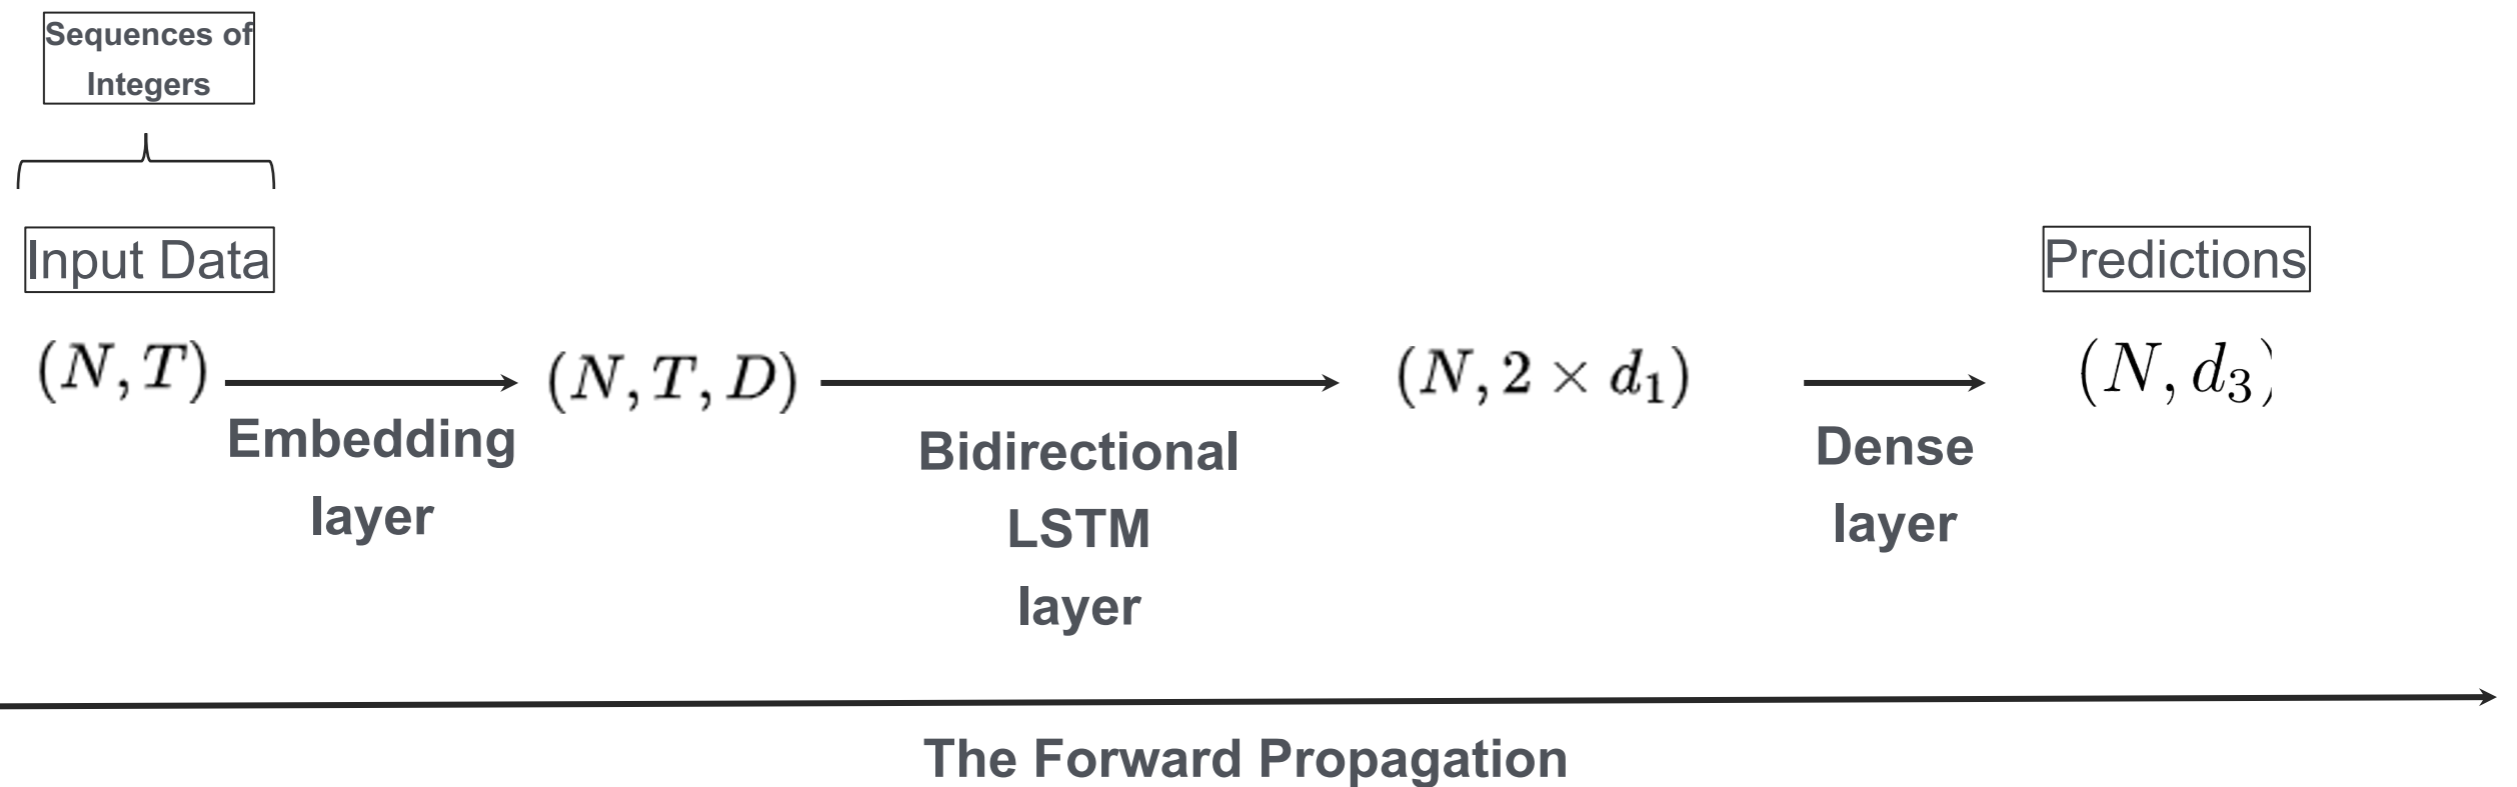 Sequences of
Integers
Input Data
Predictions
(N, T)
(N, T, D)
(N, 2 × d₁)
(N, d₃)
Embedding
layer
Bidirectional
LSTM
layer
Dense
layer
The Forward Propagation